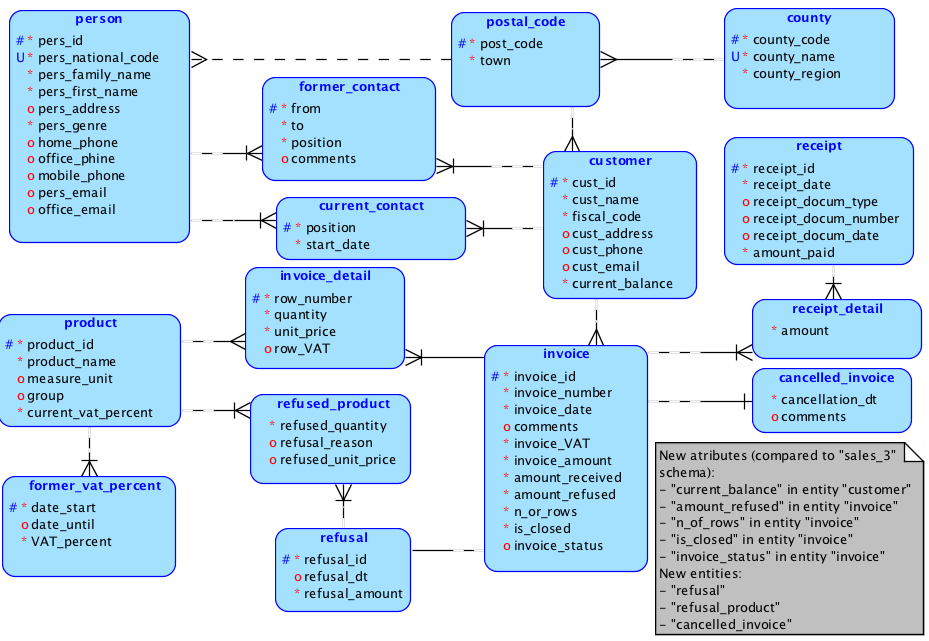 person
# * pers_id
U * pers_national_code
* pers_family_name
* pers_first_name
o pers_address
* pers_genre
o home_phone
o office_phine
o mobile_phone
o pers_email
o office_email
postal_code
# * post_code
* town
county
# * county_code
U * county_name
* county_region
former_contact
# * from
* to
* position
o comments
current_contact
# * position
* start_date
customer
# * cust_id
* cust_name
* fiscal_code
o cust_address
o cust_phone
o cust_email
* current_balance
receipt
# * receipt_id
* receipt_date
o receipt_docum_type
o receipt_docum_number
o receipt_docum_date
* amount_paid
invoice_detail
# * row_number
* quantity
* unit_price
o row_VAT
receipt_detail
* amount
product
# * product_id
* product_name
o measure_unit
o group
* current_vat_percent
invoice
# * invoice_id
* invoice_number
* invoice_date
o comments
* invoice_VAT
* invoice_amount
* amount_received
* amount_refused
* n_or_rows
* is_closed
o invoice_status
cancelled_invoice
* cancellation_dt
o comments
refused_product
* refused_quantity
o refusal_reason
o refused_unit_price
former_vat_percent
# * date_start
o date_until
* VAT_percent
refusal
# * refusal_id
o refusal_dt
* refusal_amount
New atributes (compared to "sales_3"
schema):
- "current_balance" in entity "customer"
- "amount_refused" in entity "invoice"
- "n_of_rows" in entity "invoice"
- "is_closed" in entity "invoice"
- "invoice_status" in entity "invoice"
New entities:
- "refusal"
- "refusal_product"
- "cancelled_invoice"